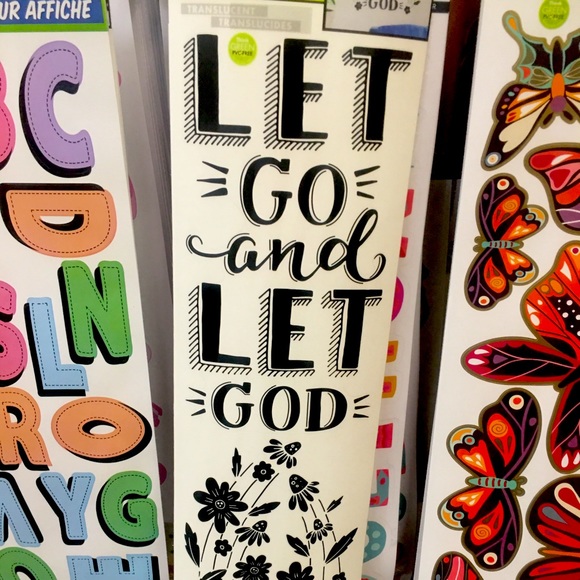 UR AFFICHE
TRANSLUCENT
TRANSLUCIDES
GOD
LET
GO
and
LET
GOD
C
D
N
S L
R O
Y G